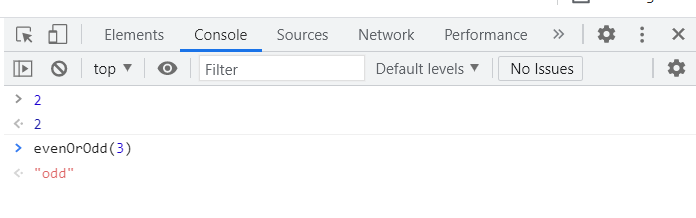 Elements Console Sources Network Performance »
top ▼ Filter Default levels ▼ No Issues
> 2
<· 2
> evenOrOdd(3)
<· "odd"